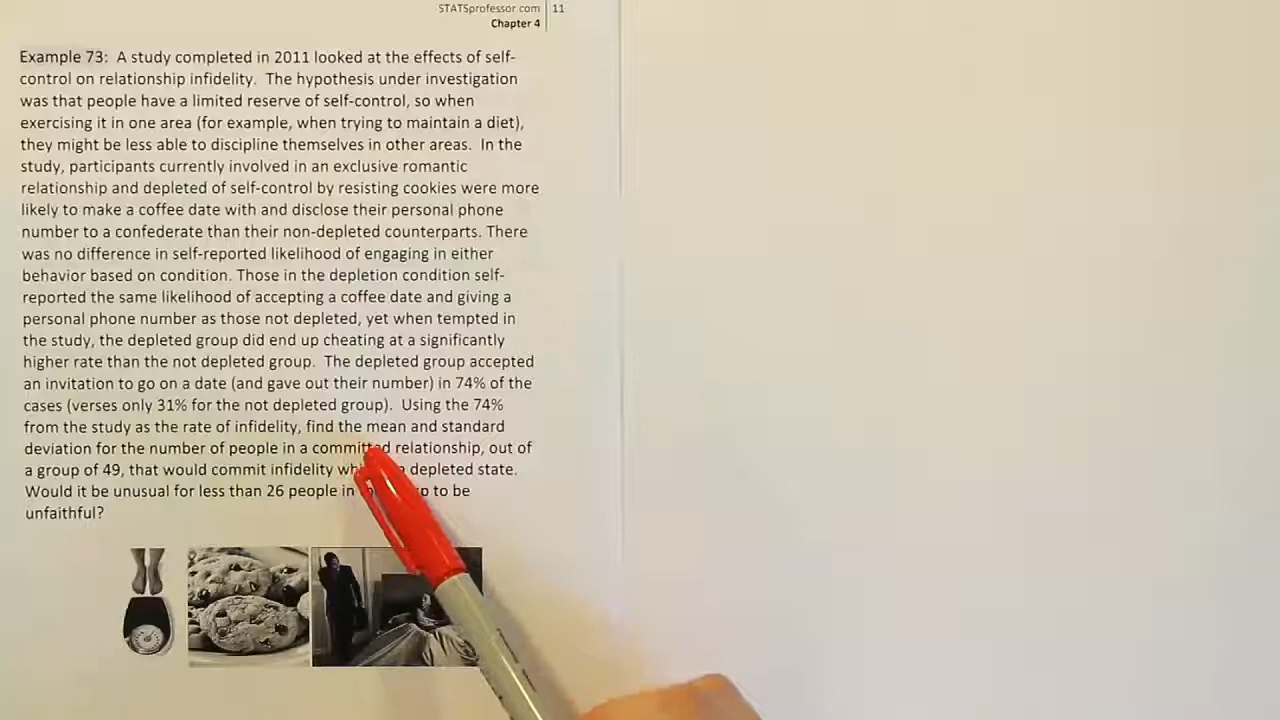 STATSprofessor.com 11
Chapter 4
Example 73: A study completed in 2011 looked at the effects of self-
control on relationship infidelity. The hypothesis under investigation
was that people have a limited reserve of self-control, so when
exercising it in one area (for example, when trying to maintain a diet),
they might be less able to discipline themselves in other areas. In the
study, participants currently involved in an exclusive romantic
relationship and depleted of self-control by resisting cookies were more
likely to make a coffee date with and disclose their personal phone
number to a confederate than their non-depleted counterparts. There
was no difference in self-reported likelihood of engaging in either
behavior based on condition. Those in the depletion condition self-
reported the same likelihood of accepting a coffee date and giving a
personal phone number as those not depleted, yet when tempted in
the study, the depleted group did end up cheating at a significantly
higher rate than the not depleted group. The depleted group accepted
an invitation to go on a date (and gave out their number) in 74% of the
cases (verses only 31% for the not depleted group). Using the 74%
from the study as the rate of infidelity, find the mean and standard
deviation for the number of people in a committed relationship, out of
a group of 49, that would commit infidelity depleted state.
Would it be unusual for less than 26 people in to be
unfaithful?